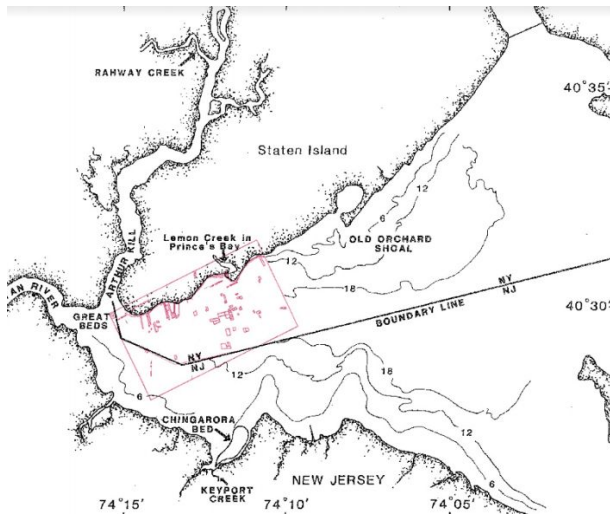 RAHWAY CREEK
40°35'
Staten Island
Lemon Creek in
Prince's Bay
6
12
12
OLD ORCHARD
SHOAL
18
ARTHUR KILL
AN RIVER
GREAT
BEDS
40°30'
BOUNDARY LINE
NY
NJ
NY
NJ
12
18
6
CHINGARORA
BED
12
6
KEYPORT
CREEK
NEW JERSEY
74°15'
74°10'
74°05'